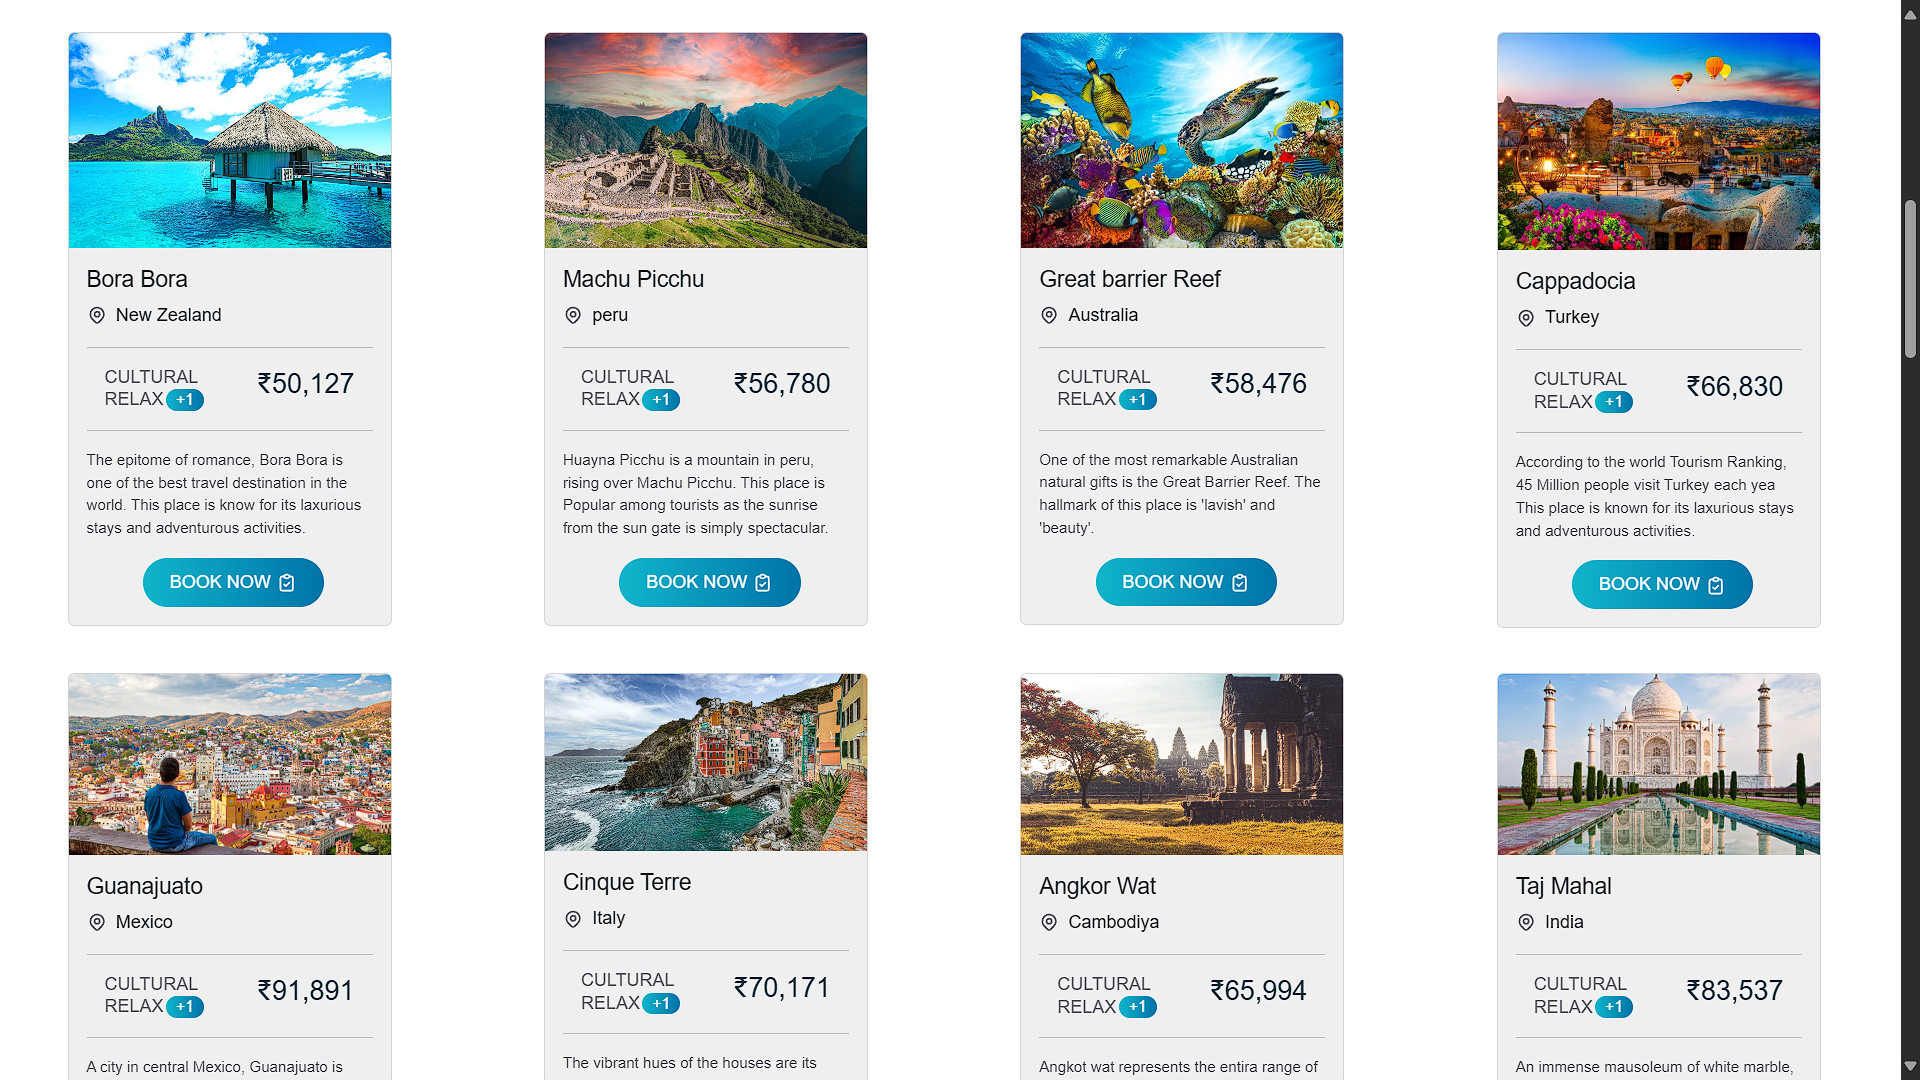 Bora Bora
New Zealand
CULTURAL
RELAX +1
₹50,127
The epitome of romance, Bora Bora is
one of the best travel destination in the
world. This place is know for its laxurious
stays and adventurous activities.
BOOK NOW
Machu Picchu
peru
CULTURAL
RELAX +1
₹56,780
Huayna Picchu is a mountain in peru,
rising over Machu Picchu. This place is
Popular among tourists as the sunrise
from the sun gate is simply spectacular.
BOOK NOW
Great barrier Reef
Australia
CULTURAL
RELAX +1
₹58,476
One of the most remarkable Australian
natural gifts is the Great Barrier Reef. The
hallmark of this place is 'lavish' and
'beauty'.
BOOK NOW
Cappadocia
Turkey
CULTURAL
RELAX +1
₹66,830
According to the world Tourism Ranking,
45 Million people visit Turkey each yea
This place is known for its laxurious stays
and adventurous activities.
BOOK NOW
Guanajuato
Mexico
CULTURAL
RELAX +1
₹91,891
A city in central Mexico, Guanajuato is
Cinque Terre
Italy
CULTURAL
RELAX +1
₹70,171
The vibrant hues of the houses are its
Angkor Wat
Cambodiya
CULTURAL
RELAX +1
₹65,994
Angkot wat represents the entira range of
Taj Mahal
India
CULTURAL
RELAX +1
₹83,537
An immense mausoleum of white marble,